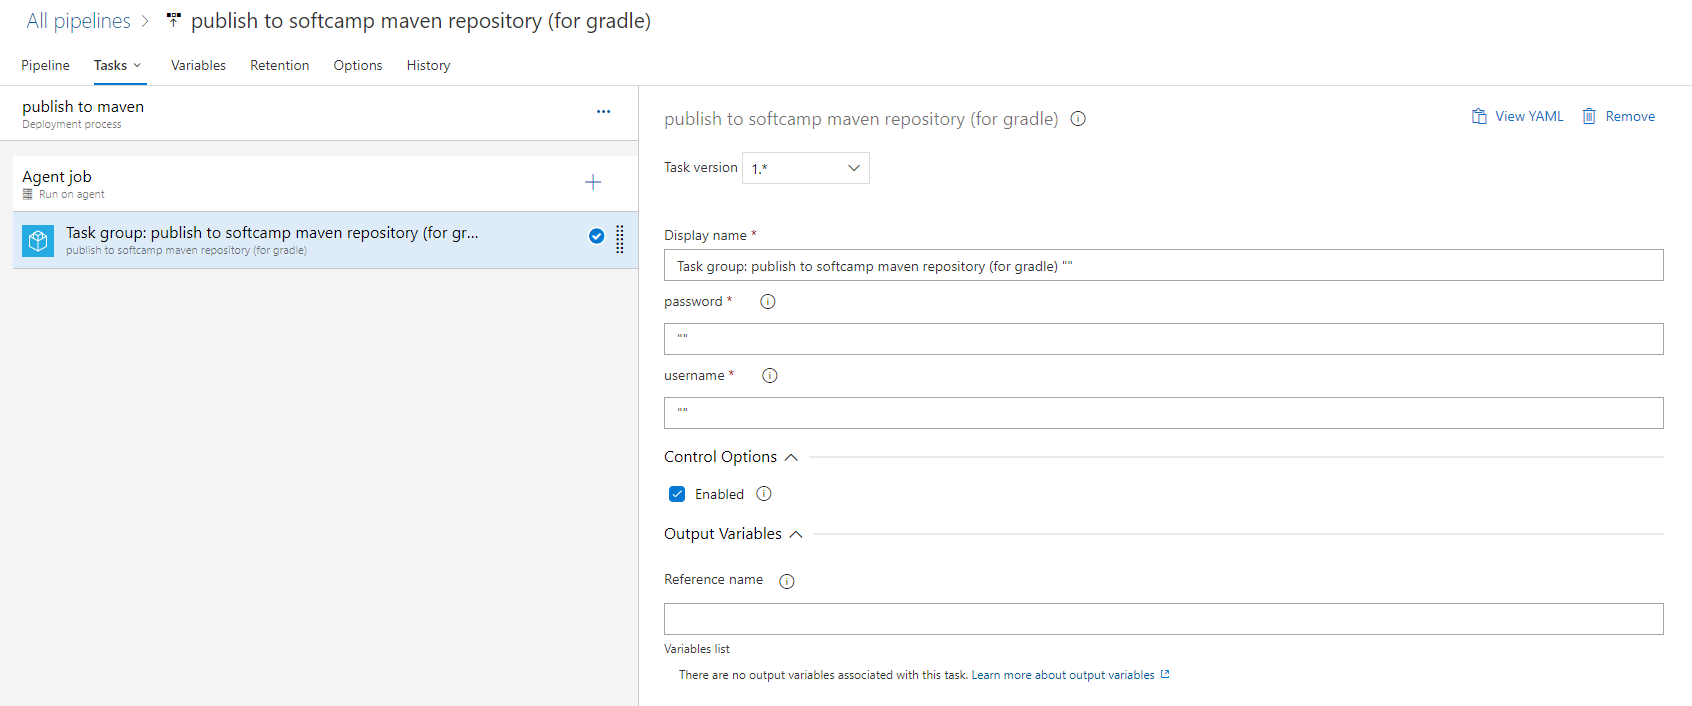 All pipelines > publish to softcamp maven repository (for gradle)
Pipeline Tasks Variables Retention Options History
publish to maven
Deployment process
...
Agent job
Run on agent
Task group: publish to softcamp maven repository (for gr...
publish to softcamp maven repository (for gradle)
publish to softcamp maven repository (for gradle)
View YAML Remove
Task version 1.*
Display name *
Task group: publish to softcamp maven repository (for gradle) ""
password *
""
username *
""
Control Options
Enabled
Output Variables
Reference name
Variables list
There are no output variables associated with this task. Learn more about output variables